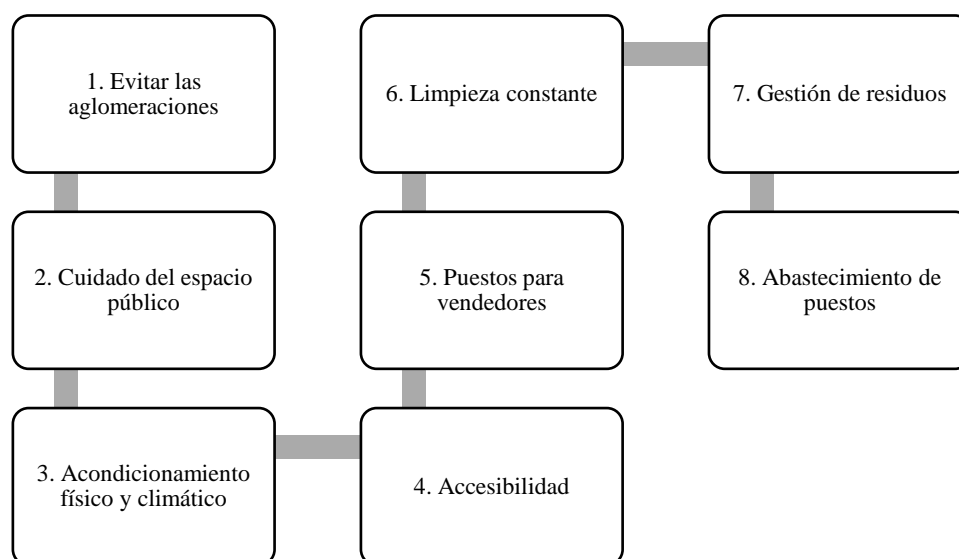 1. Evitar las
aglomeraciones
2. Cuidado del espacio
público
3. Acondicionamiento
físico y climático
4. Accesibilidad
5. Puestos para
vendedores
6. Limpieza constante
7. Gestión de residuos
8. Abastecimiento de
puestos